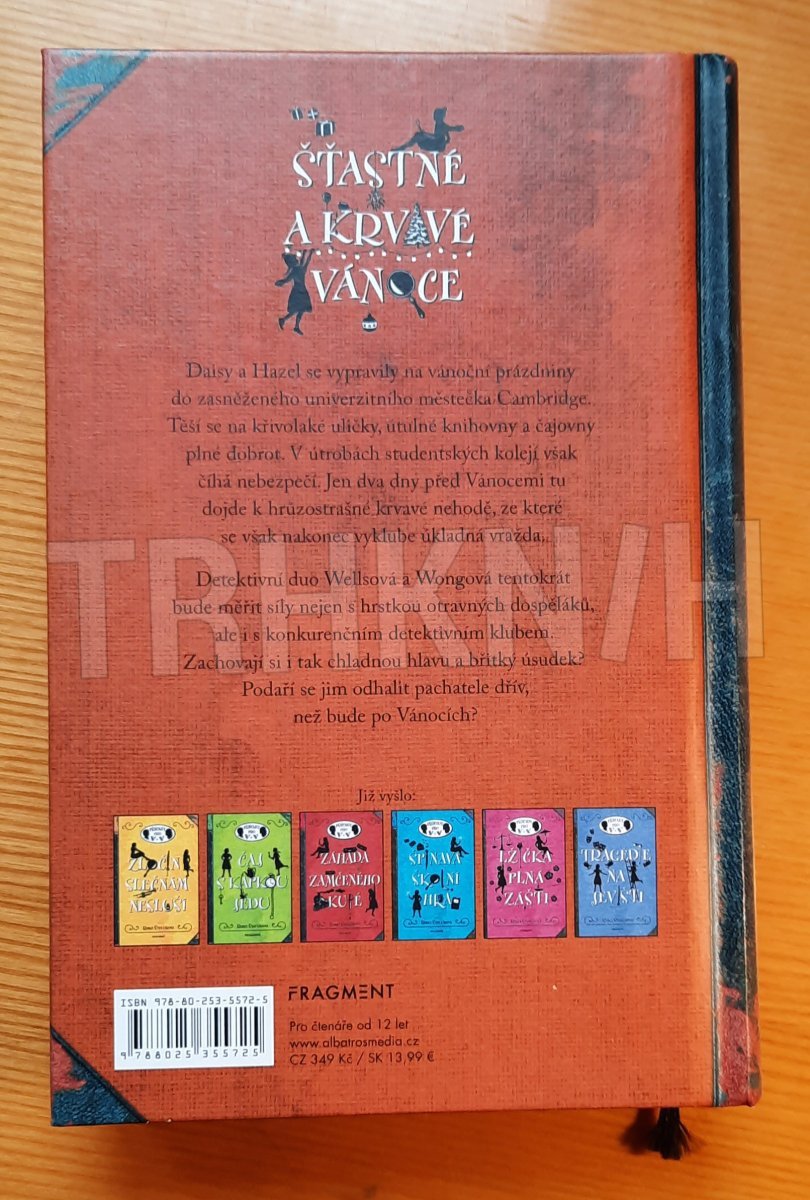 ŠŤASTNÉ
A KRVAVÉ
VÁNOCE
Daisy a Hazel se vypravily na vánoční prázdniny
do zasněženého univerzitního městečka Cambridge.
Těší se na křivolaké uličky, útulné knihovny a čajovny
plné dobrot. V útrobách studentských kolejí však
číhá nebezpečí. Jen dva dny před Vánocemi tu
dojde k hrůzostrašné krvavé nehodě, ze které
se však nakonec vyklube úkladná vražda.
Detektivní duo Wellsová a Wongová tentokrát
bude měřit síly nejen s hrstkou otravných dospěláků,
ale i s konkurenčním detektivním klubem.
Zachovají si i tak chladnou hlavu a břitký úsudek?
Podaří se jim odhalit pachatele dřív,
než bude po Vánocích?
TRHKNIH
Již vyšlo:
ZLOČIN
SLEČNÁM
NESLUŠÍ
ČAJ
S KAPKOU
JEDU
ZÁHADA
ZAMČENÉHO
KUPÉ
ŠPINAVÁ
ŠKOLNÍ
HRA
LŽIČKA
PLNÁ
ZÁŠTI
TRAGÉDIE
NA
JEVIŠTI
ISBN 978-80-253-5572-5
9 788025 355725
FRAGMENT
Pro čtenáře od 12 let
www.albatrosmedia.cz
CZ 349 Kč / SK 13,99 €